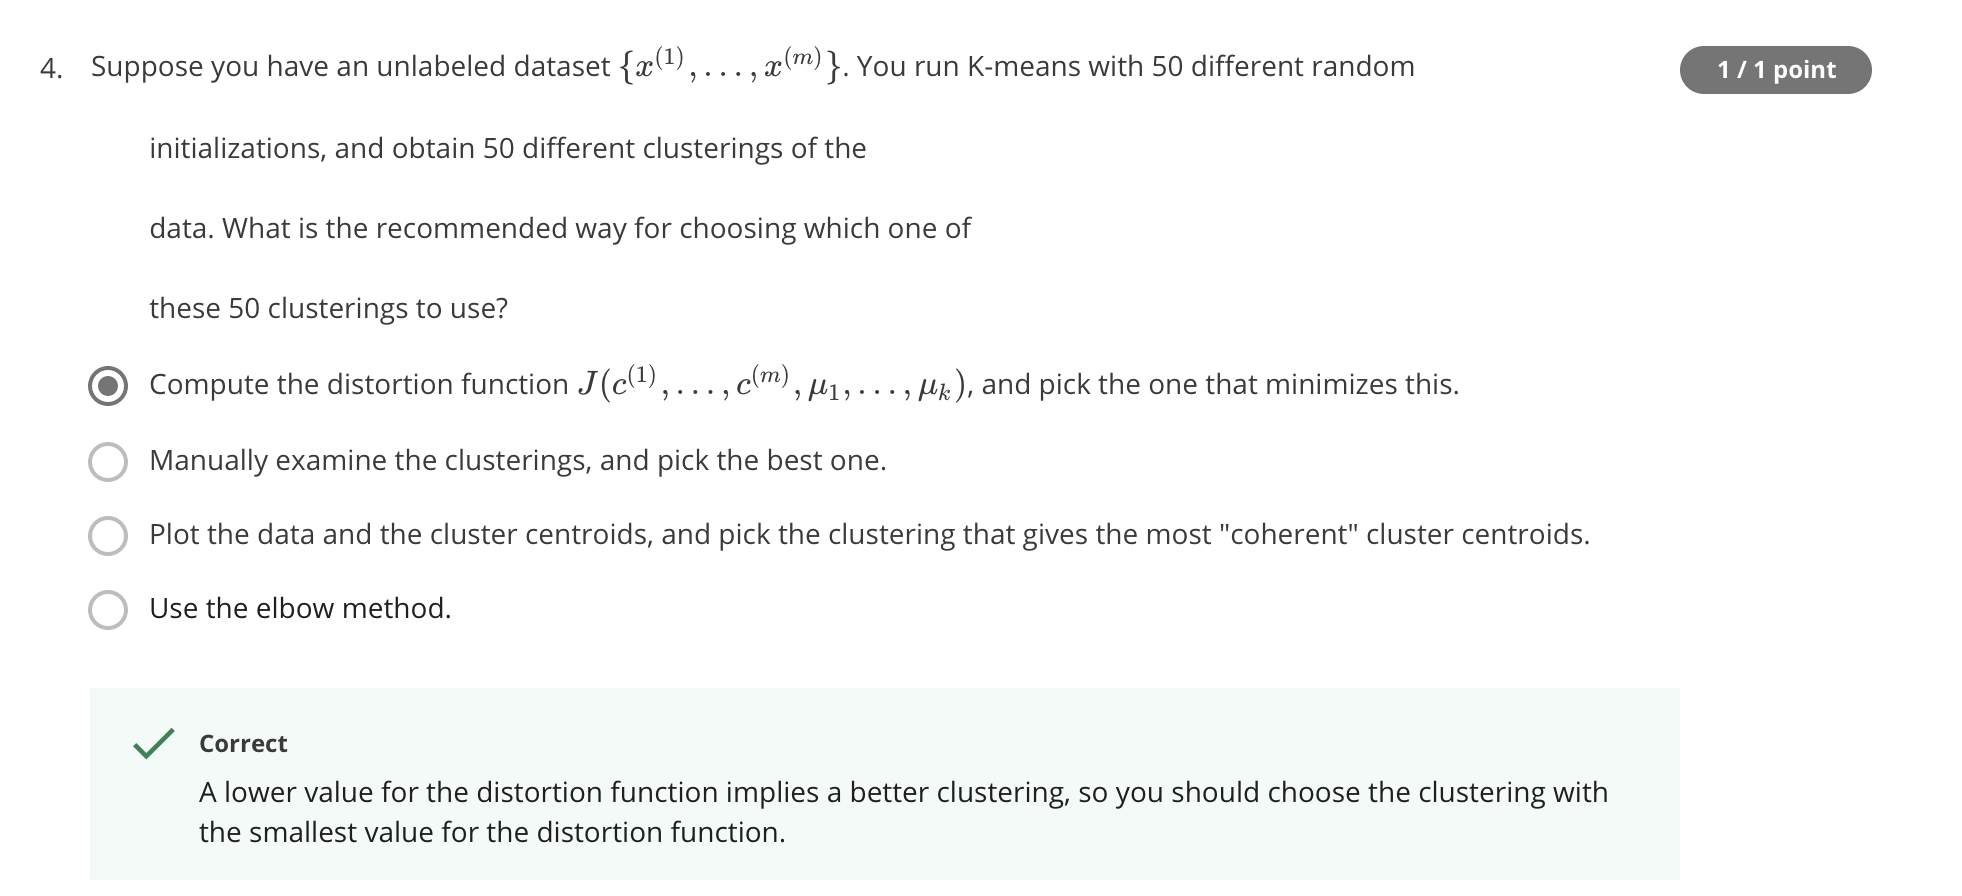 4. Suppose you have an unlabeled dataset {x^{(1)}, . . . , x^{(m)}}. You run K-means with 50 different random
1 / 1 point
initializations, and obtain 50 different clusterings of the
data. What is the recommended way for choosing which one of
these 50 clusterings to use?
Compute the distortion function J(c^{(1)}, . . . , c^{(m)}, μ_1, . . . , μ_k), and pick the one that minimizes this.
Manually examine the clusterings, and pick the best one.
Plot the data and the cluster centroids, and pick the clustering that gives the most "coherent" cluster centroids.
Use the elbow method.
Correct
A lower value for the distortion function implies a better clustering, so you should choose the clustering with
the smallest value for the distortion function.